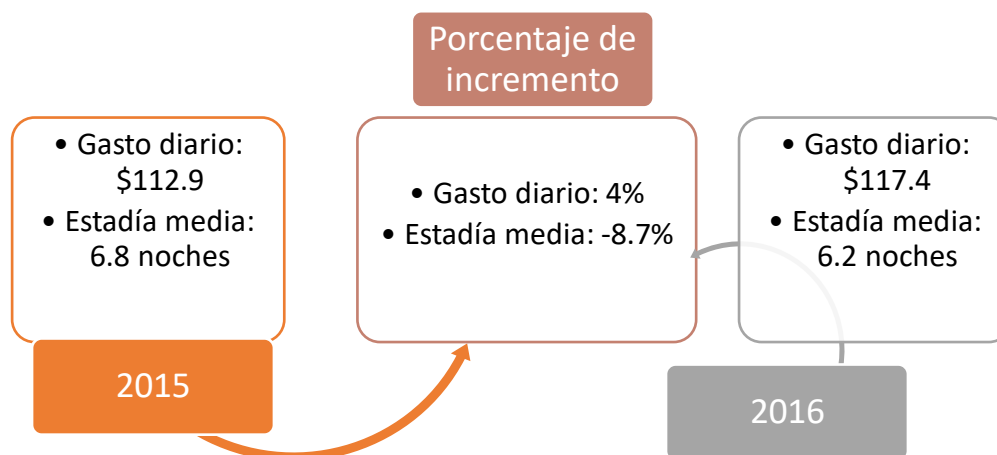 Porcentaje de
incremento
• Gasto diario:
$112.9
• Estadía media:
6.8 noches
2015
• Gasto diario: 4%
• Estadía media: -8.7%
• Gasto diario:
$117.4
• Estadía media:
6.2 noches
2016